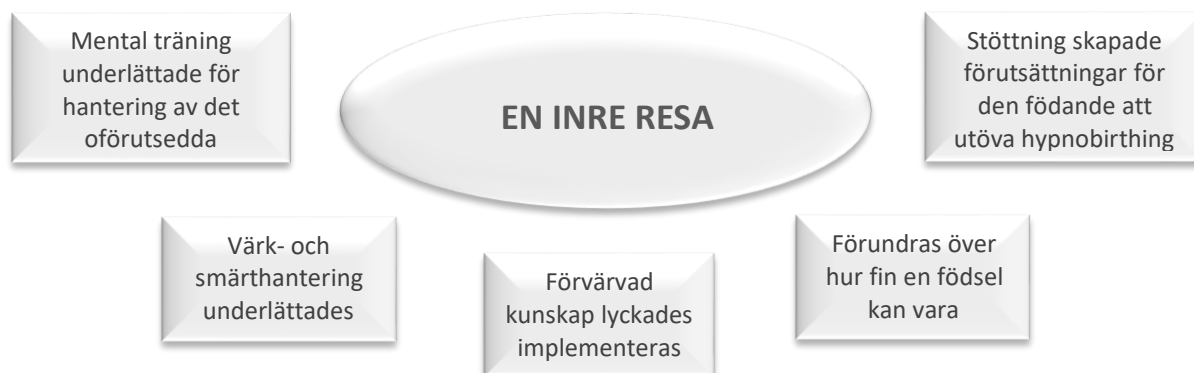 Mental träning
underlättade för
hantering av det
oförutsedda
EN INRE RESA
Stöttning skapade
förutsättningar för
den födande att
utöva hypnobirthing
Värk- och
smärthantering
underlättades
Förvärvad
kunskap lyckades
implementeras
Förundras över
hur fin en födsel
kan vara